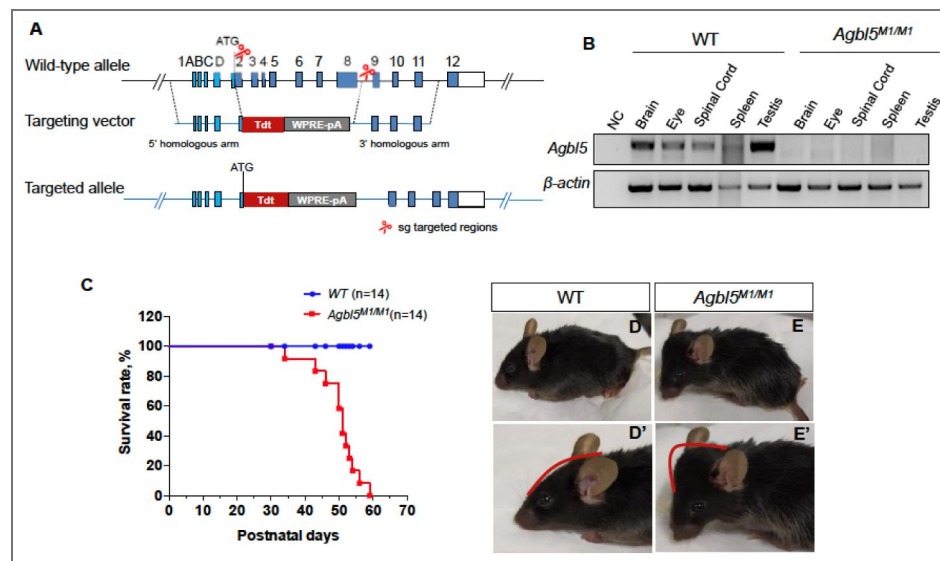 A
ATG
Wild-type allele
1ABC D 2 3 4 5 6 7 8 9 10 11 12
Targeting vector
Tdt WPRE-pA
5' homologous arm 3' homologous arm
ATG
Targeted allele
Tdt WPRE-pA
sg targeted regions
B
WT Agbl5M1/M1
NC Brain Eye Spinal Cord Spleen Testis Brain Eye Spinal Cord Spleen Testis
Agbl5
β-actin
C
WT (n=14)
Agbl5M1/M1(n=14)
120
100
80
60
40
20
0
Survival rate, %
0 10 20 30 40 50 60 70
Postnatal days
WT Agbl5M1/M1
D E
D' E'